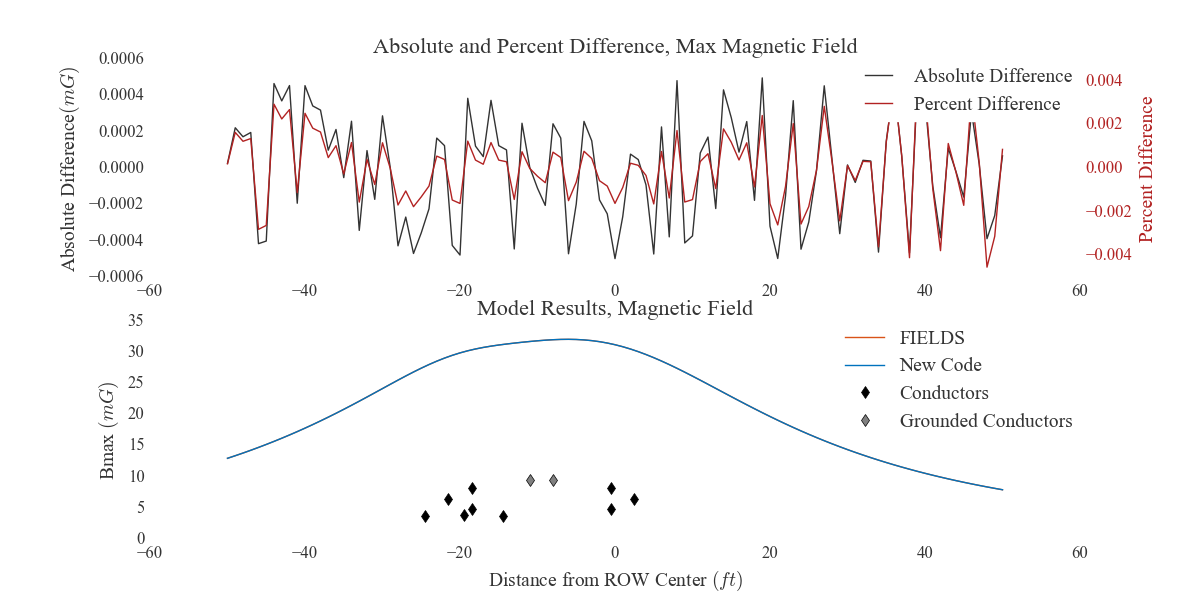 Absolute and Percent Difference, Max Magnetic Field
0.0006
0.0004
0.0002
0.0000
−0.0002
−0.0004
−0.0006
Absolute Difference(mG)
Absolute Difference
Percent Difference
0.004
0.002
0.000
−0.002
−0.004
Percent Difference
−60 −40 −20 0 20 40 60
Model Results, Magnetic Field
35
30
25
20
15
10
5
0
Bmax (mG)
FIELDS
New Code
Conductors
Grounded Conductors
−60 −40 −20 0 20 40 60
Distance from ROW Center (ft)